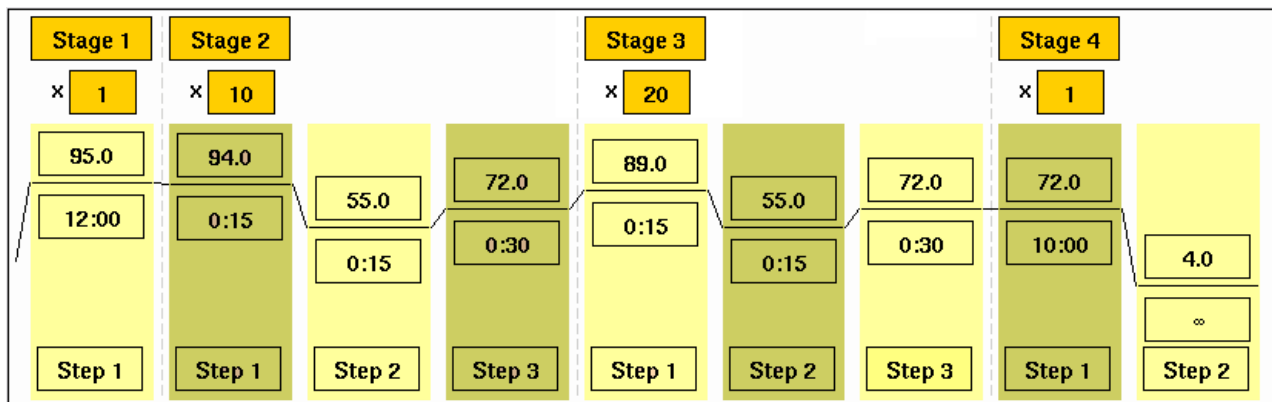 Stage 1 Stage 2 Stage 3 Stage 4
x 1 x 10 x 20 x 1
95.0 94.0 55.0 72.0 89.0 55.0 72.0 72.0 4.0
12:00 0:15 0:15 0:30 0:15 0:15 0:30 10:00 ∞
Step 1 Step 1 Step 2 Step 3 Step 1 Step 2 Step 3 Step 1 Step 2